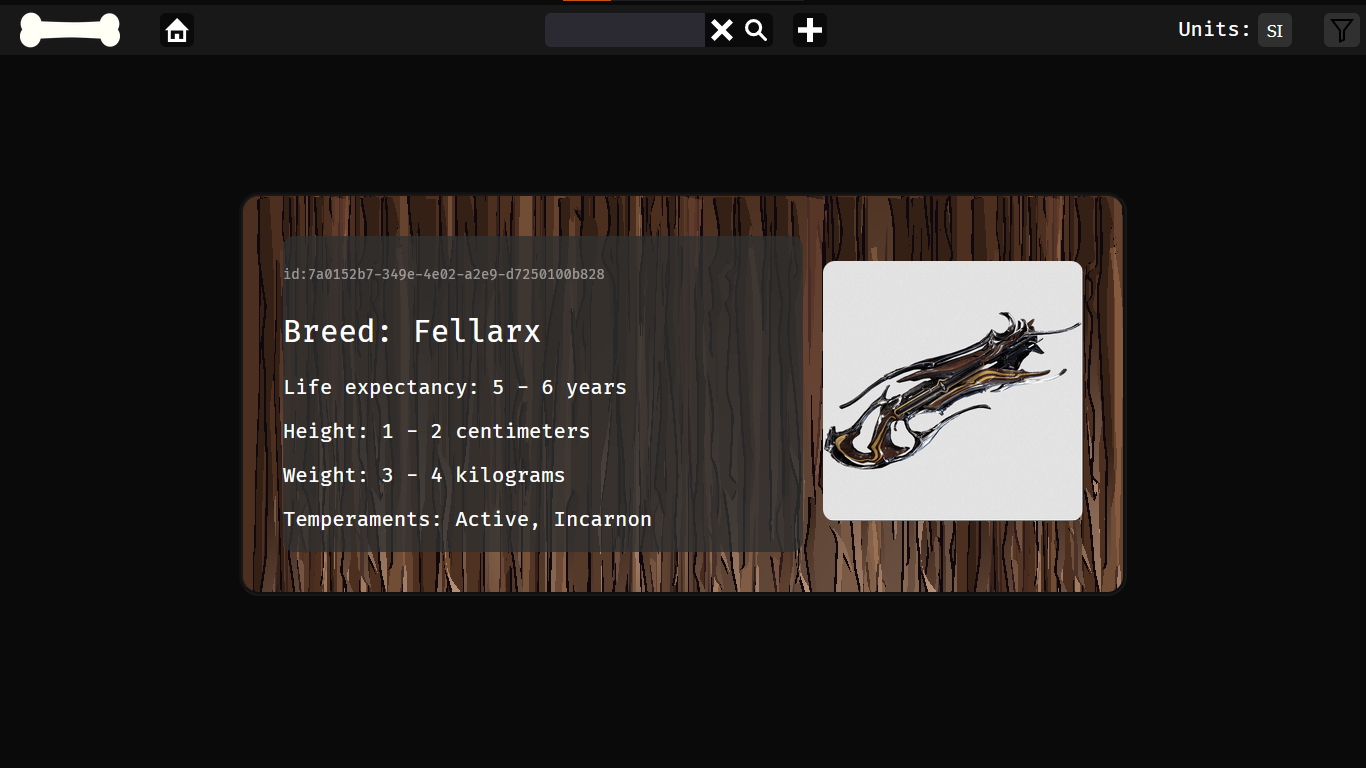 Units: SI
id:7a0152b7-349e-4e02-a2e9-d7250100b828
Breed: Fellarx
Life expectancy: 5 - 6 years
Height: 1 - 2 centimeters
Weight: 3 - 4 kilograms
Temperaments: Active, Incarnon